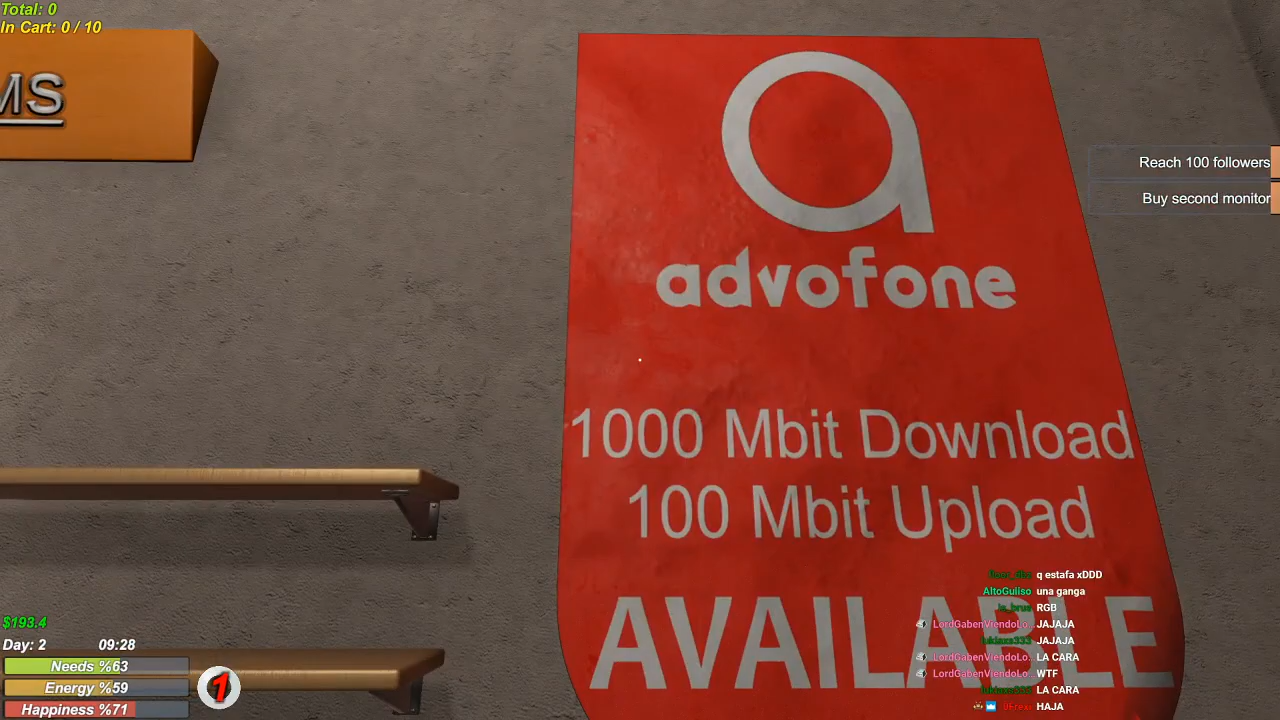 Total: 0
In Cart: 0 / 10
MS
a
advofone
1000 Mbit Download
100 Mbit Upload
AVAILABLE
Reach 100 followers
Buy second monitor
q estafa xDDD
AltoGuiiso una ganga
RGB
LordGabenViendoLo... JAJAJA
JAJAJA
LordGabenViendoLo... LA CARA
LordGabenViendoLo... WTF
LA CARA
HAJA
$193.4
Day: 2 09:28
Needs %63
Energy %59
Happiness %71
1